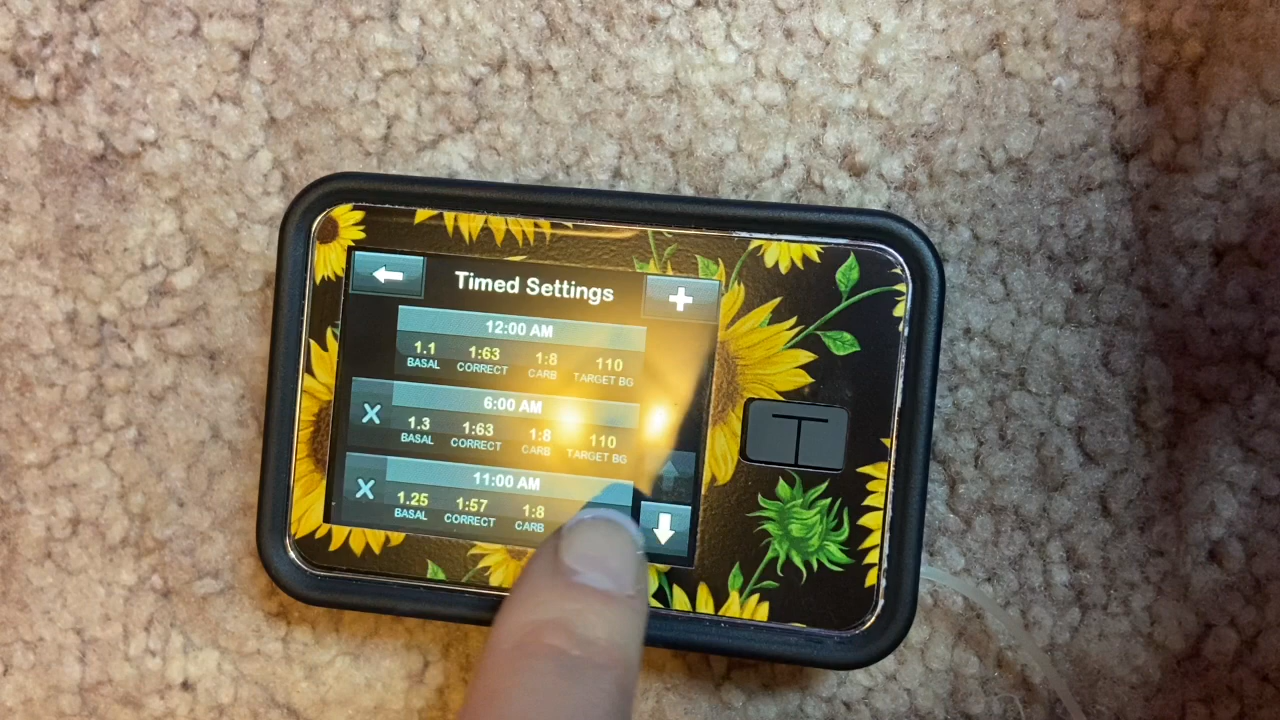 Timed Settings
12:00 AM
1.1 1:63 1:8 110
BASAL CORRECT CARB TARGET BG
6:00 AM
1.3 1:63 1:8 110
BASAL CORRECT CARB TARGET BG
11:00 AM
1.25 1:57 1:8
BASAL CORRECT CARB